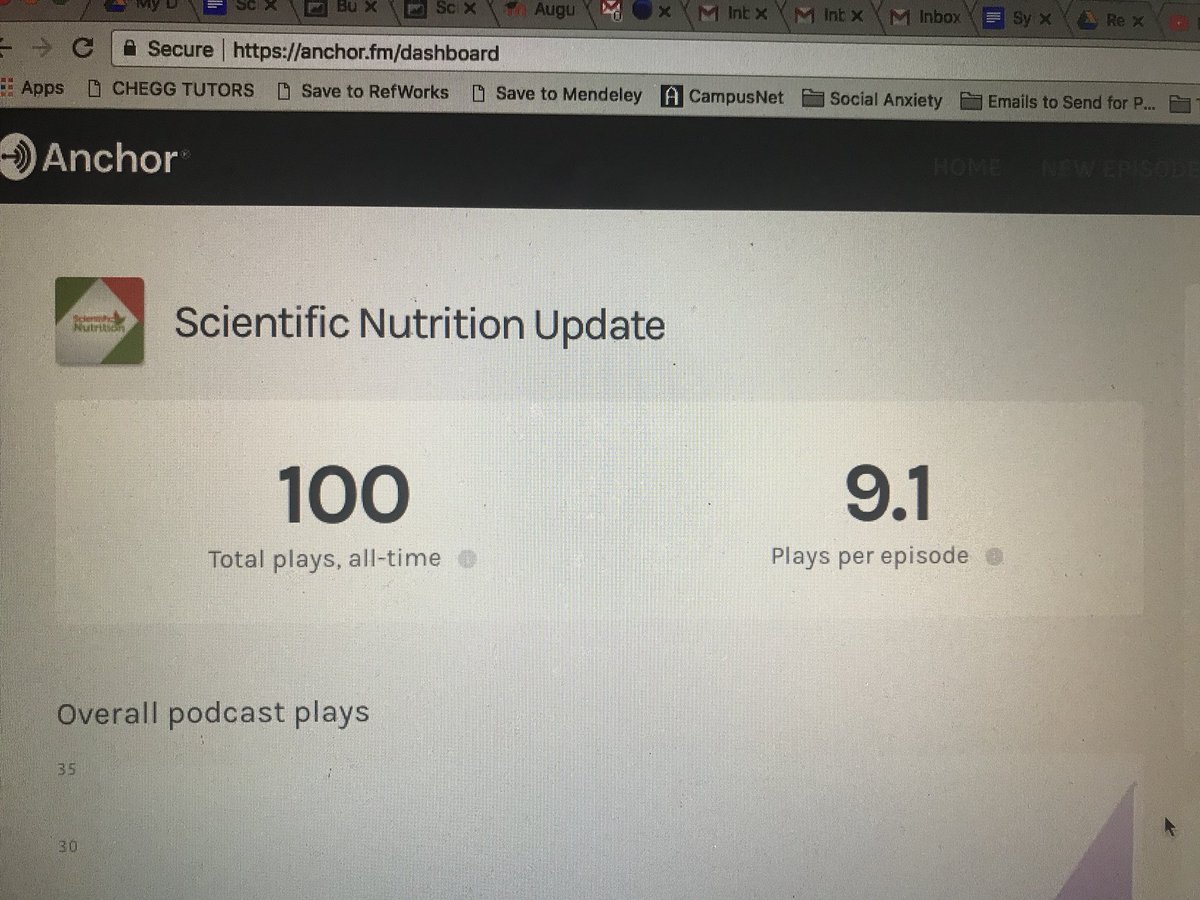 My D Sc Bu Sc Augu Inb Int Inbox Sy Re
Secure https://anchor.fm/dashboard
Apps CHEGG TUTORS Save to RefWorks Save to Mendeley A CampusNet Social Anxiety Emails to Send for P...
Anchor HOME NEW EPISODE
Scientific
Nutrition
Scientific Nutrition Update
100 9.1
Total plays, all-time Plays per episode
Overall podcast plays
35
30